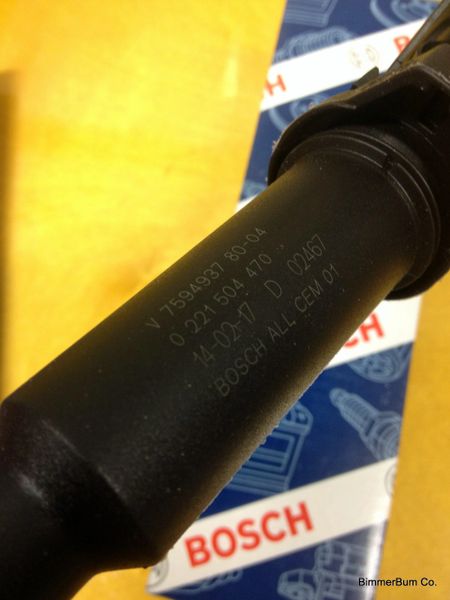 BOSCH
V 7594937 80-04
0 221 504 470
14-02-17 D 02467
BOSCH ALL CEM 01
BOSCH
BimmerBum Co.